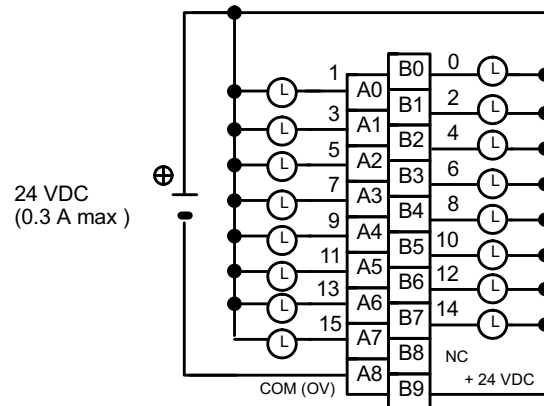 B0 0 L
1 L A0
B1 2 L
3 L A1
B2 4 L
5 L A2
B3 6 L
7 L A3
B4 8 L
9 L A4
B5 10 L
11 L A5
B6 12 L
13 L A6
B7 14 L
15 L A7
B8 NC
A8 COM (OV)
B9 + 24 VDC
24 VDC
(0.3 A max )